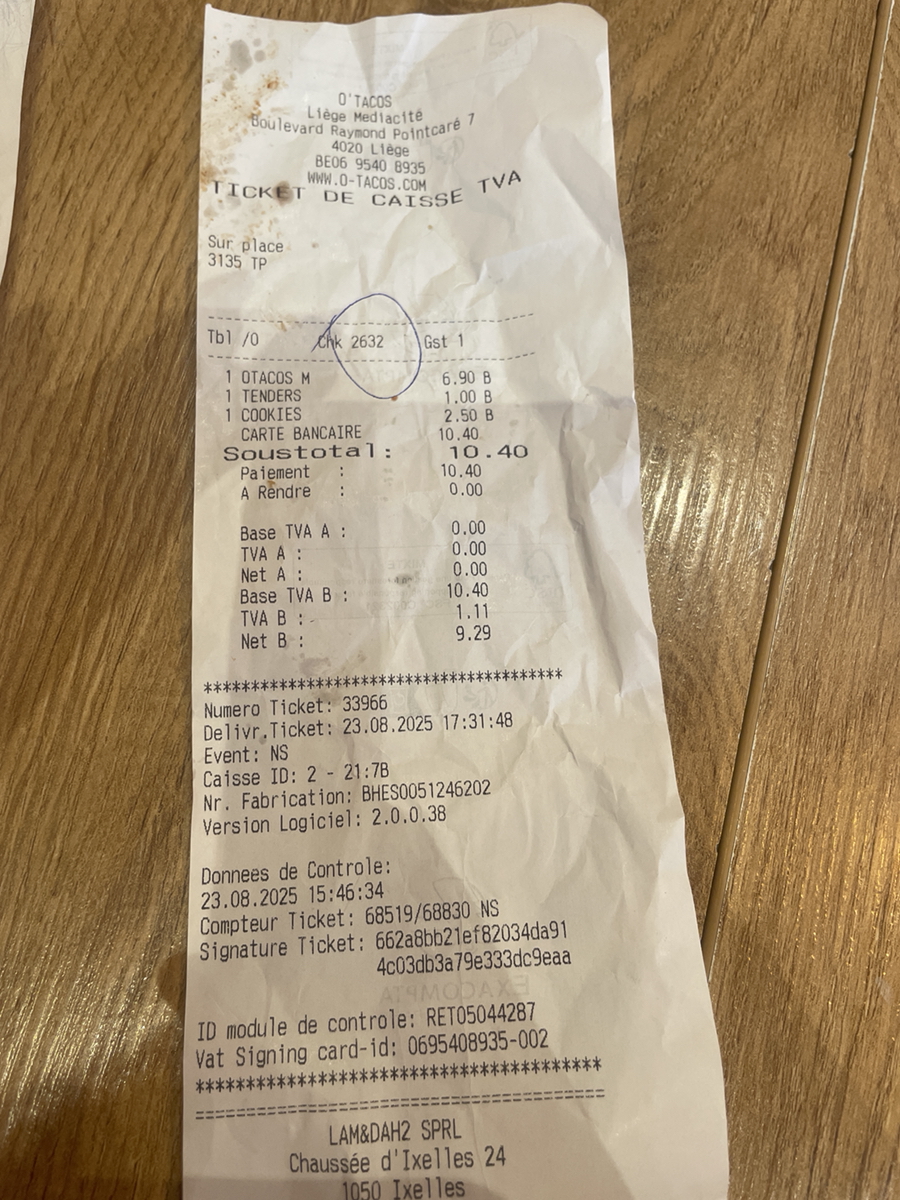 O'TACOS
Liège Mediacité
Boulevard Raymond Pointcaré 7
4020 Liège
BE06 9540 8935
WWW.O-TACOS.COM
TICKET DE CAISSE TVA
Sur place
3135 TP
Tbl /0 Chk 2632 Gst 1
1 OTACOS M 6.90 B
1 TENDERS 1.00 B
1 COOKIES 2.50 B
CARTE BANCAIRE 10.40
Soustotal: 10.40
Paiement : 10.40
A Rendre : 0.00
Base TVA A : 0.00
TVA A : 0.00
Net A : 0.00
Base TVA B : 10.40
TVA B : 1.11
Net B : 9.29
**************************************
Numero Ticket: 33966
Delivr.Ticket: 23.08.2025 17:31:48
Event: NS
Caisse ID: 2 - 21:7B
Nr. Fabrication: BHES0051246202
Version Logiciel: 2.0.0.38
Donnees de Controle:
23.08.2025 15:46:34
Compteur Ticket: 68519/68830 NS
Signature Ticket: 662a8bb21ef82034da91
4c03db3a79e333dc9eaa
EXACOMPTA
ID module de controle: RET05044287
Vat Signing card-id: 0695408935-002
**************************************
======================================
LAM&DAH2 SPRL
Chaussée d'Ixelles 24
1050 Ixelles